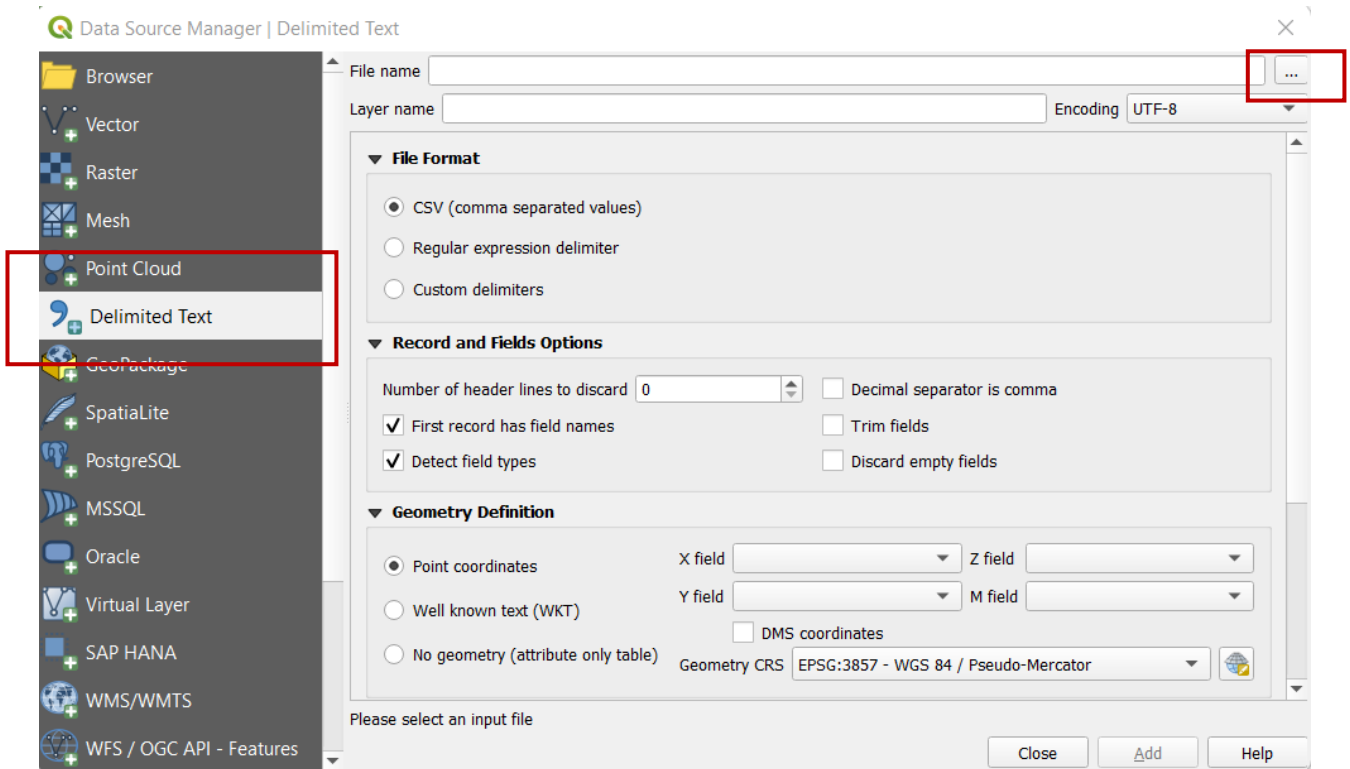 Data Source Manager | Delimited Text
Browser
Vector
Raster
Mesh
Point Cloud
Delimited Text
GeoPackage
SpatiaLite
PostgreSQL
MSSQL
Oracle
Virtual Layer
SAP HANA
WMS/WMTS
WFS / OGC API - Features
File name
...
Layer name
Encoding UTF-8
File Format
CSV (comma separated values)
Regular expression delimiter
Custom delimiters
Record and Fields Options
Number of header lines to discard 0
Decimal separator is comma
First record has field names
Trim fields
Detect field types
Discard empty fields
Geometry Definition
Point coordinates
X field
Z field
Well known text (WKT)
Y field
M field
DMS coordinates
No geometry (attribute only table)
Geometry CRS EPSG:3857 - WGS 84 / Pseudo-Mercator
Please select an input file
Close
Add
Help